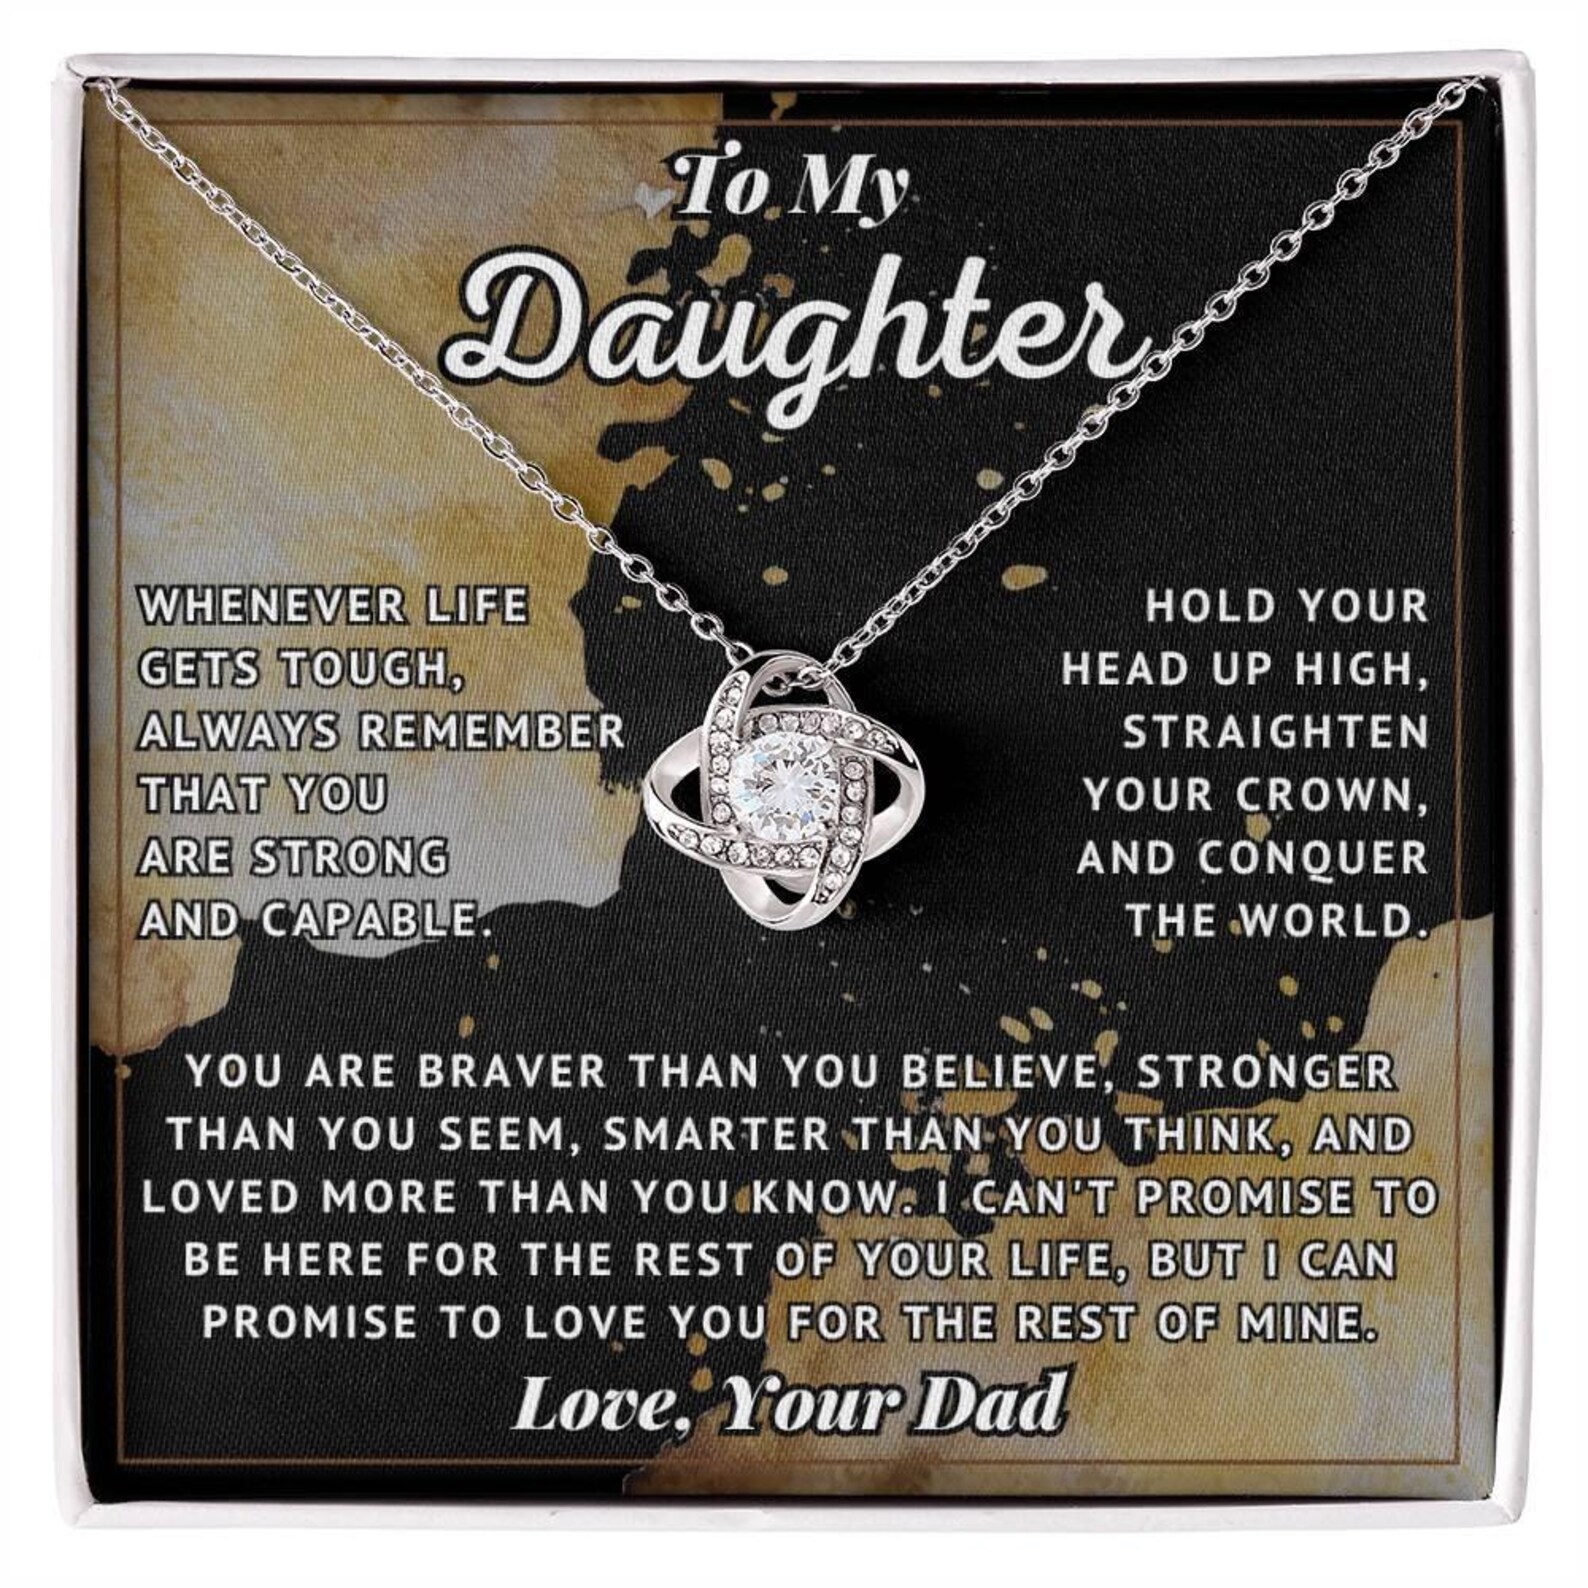 To My
Daughter
WHENEVER LIFE
GETS TOUGH,
ALWAYS REMEMBER
THAT YOU
ARE STRONG
AND CAPABLE.
HOLD YOUR
HEAD UP HIGH,
STRAIGHTEN
YOUR CROWN,
AND CONQUER
THE WORLD.
YOU ARE BRAVER THAN YOU BELIEVE, STRONGER
THAN YOU SEEM, SMARTER THAN YOU THINK, AND
LOVED MORE THAN YOU KNOW. I CAN'T PROMISE TO
BE HERE FOR THE REST OF YOUR LIFE, BUT I CAN
PROMISE TO LOVE YOU FOR THE REST OF MINE.
Love, Your Dad